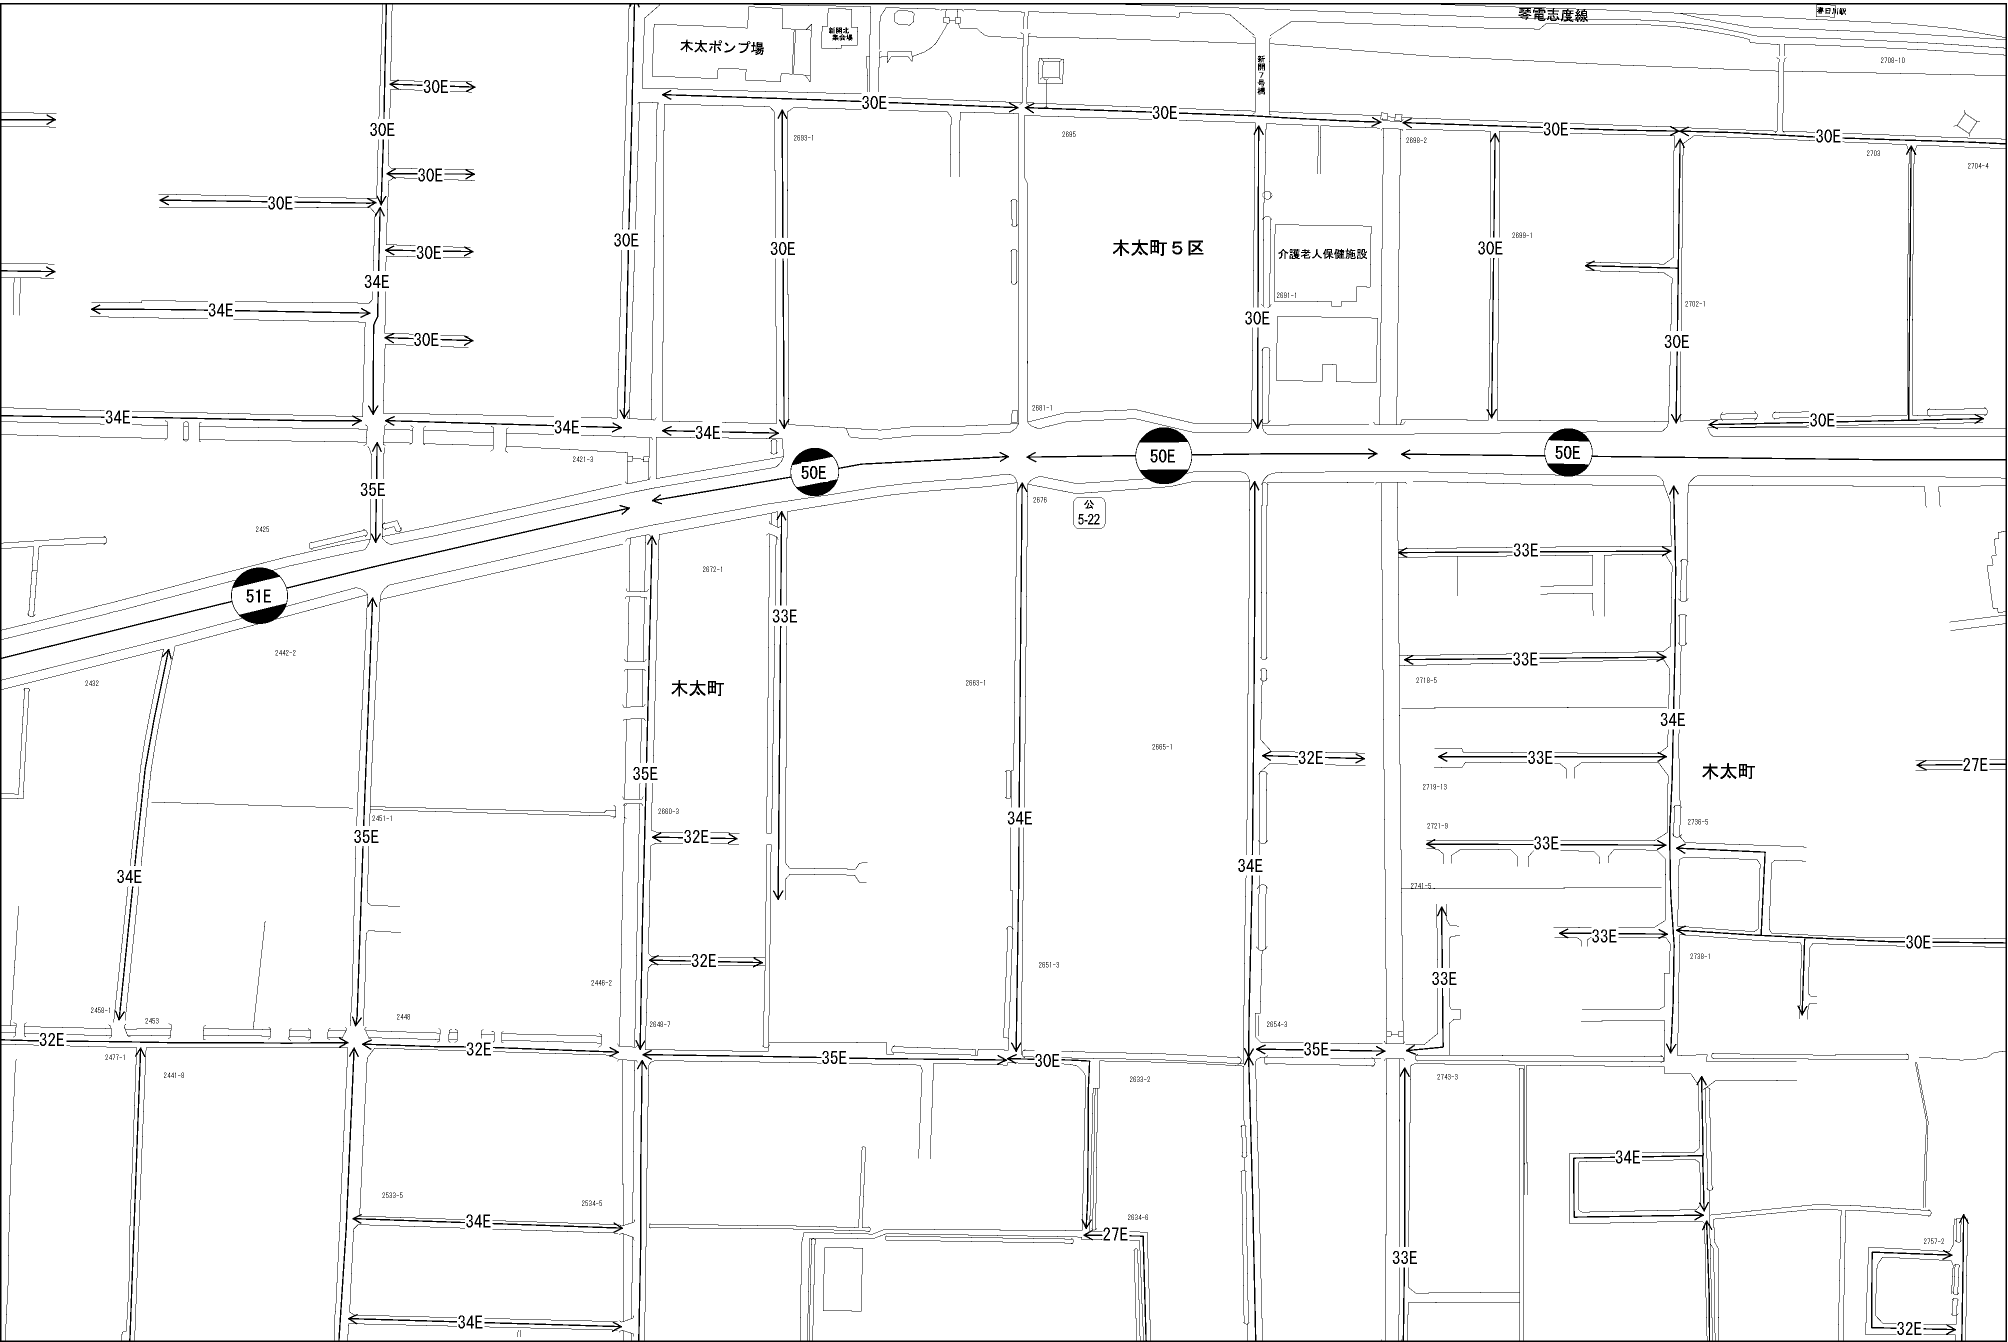 琴電志度線
春日川駅
木太ポンプ場
新開北
集会場
新開7号橋
2708-10
30E
30E
30E
30E
30E
30E
30E
2693-1
2695
2698-2
2703
2704-4
30E
30E
30E
30E
30E
30E
木太町5区
30E
2699-1
介護老人保健施設
34E
2691-1
2702-1
34E
30E
30E
30E
34E
34E
34E
2681-1
30E
2421-3
50E
50E
50E
35E
2676
公
5-22
2425
33E
2672-1
51E
33E
2442-2
33E
2432
木太町
2663-1
2718-5
34E
2665-1
32E
33E
木太町
27E
35E
2719-13
2660-3
2451-1
34E
2721-9
2736-5
35E
32E
33E
34E
34E
2741-5
33E
30E
32E
2651-3
2738-1
33E
2446-2
2458-1
2453
2448
2648-7
2654-3
32E
32E
35E
30E
35E
2477-1
2441-8
2633-2
2743-3
34E
2533-5
2534-5
34E
2634-6
27E
2757-2
33E
34E
32E